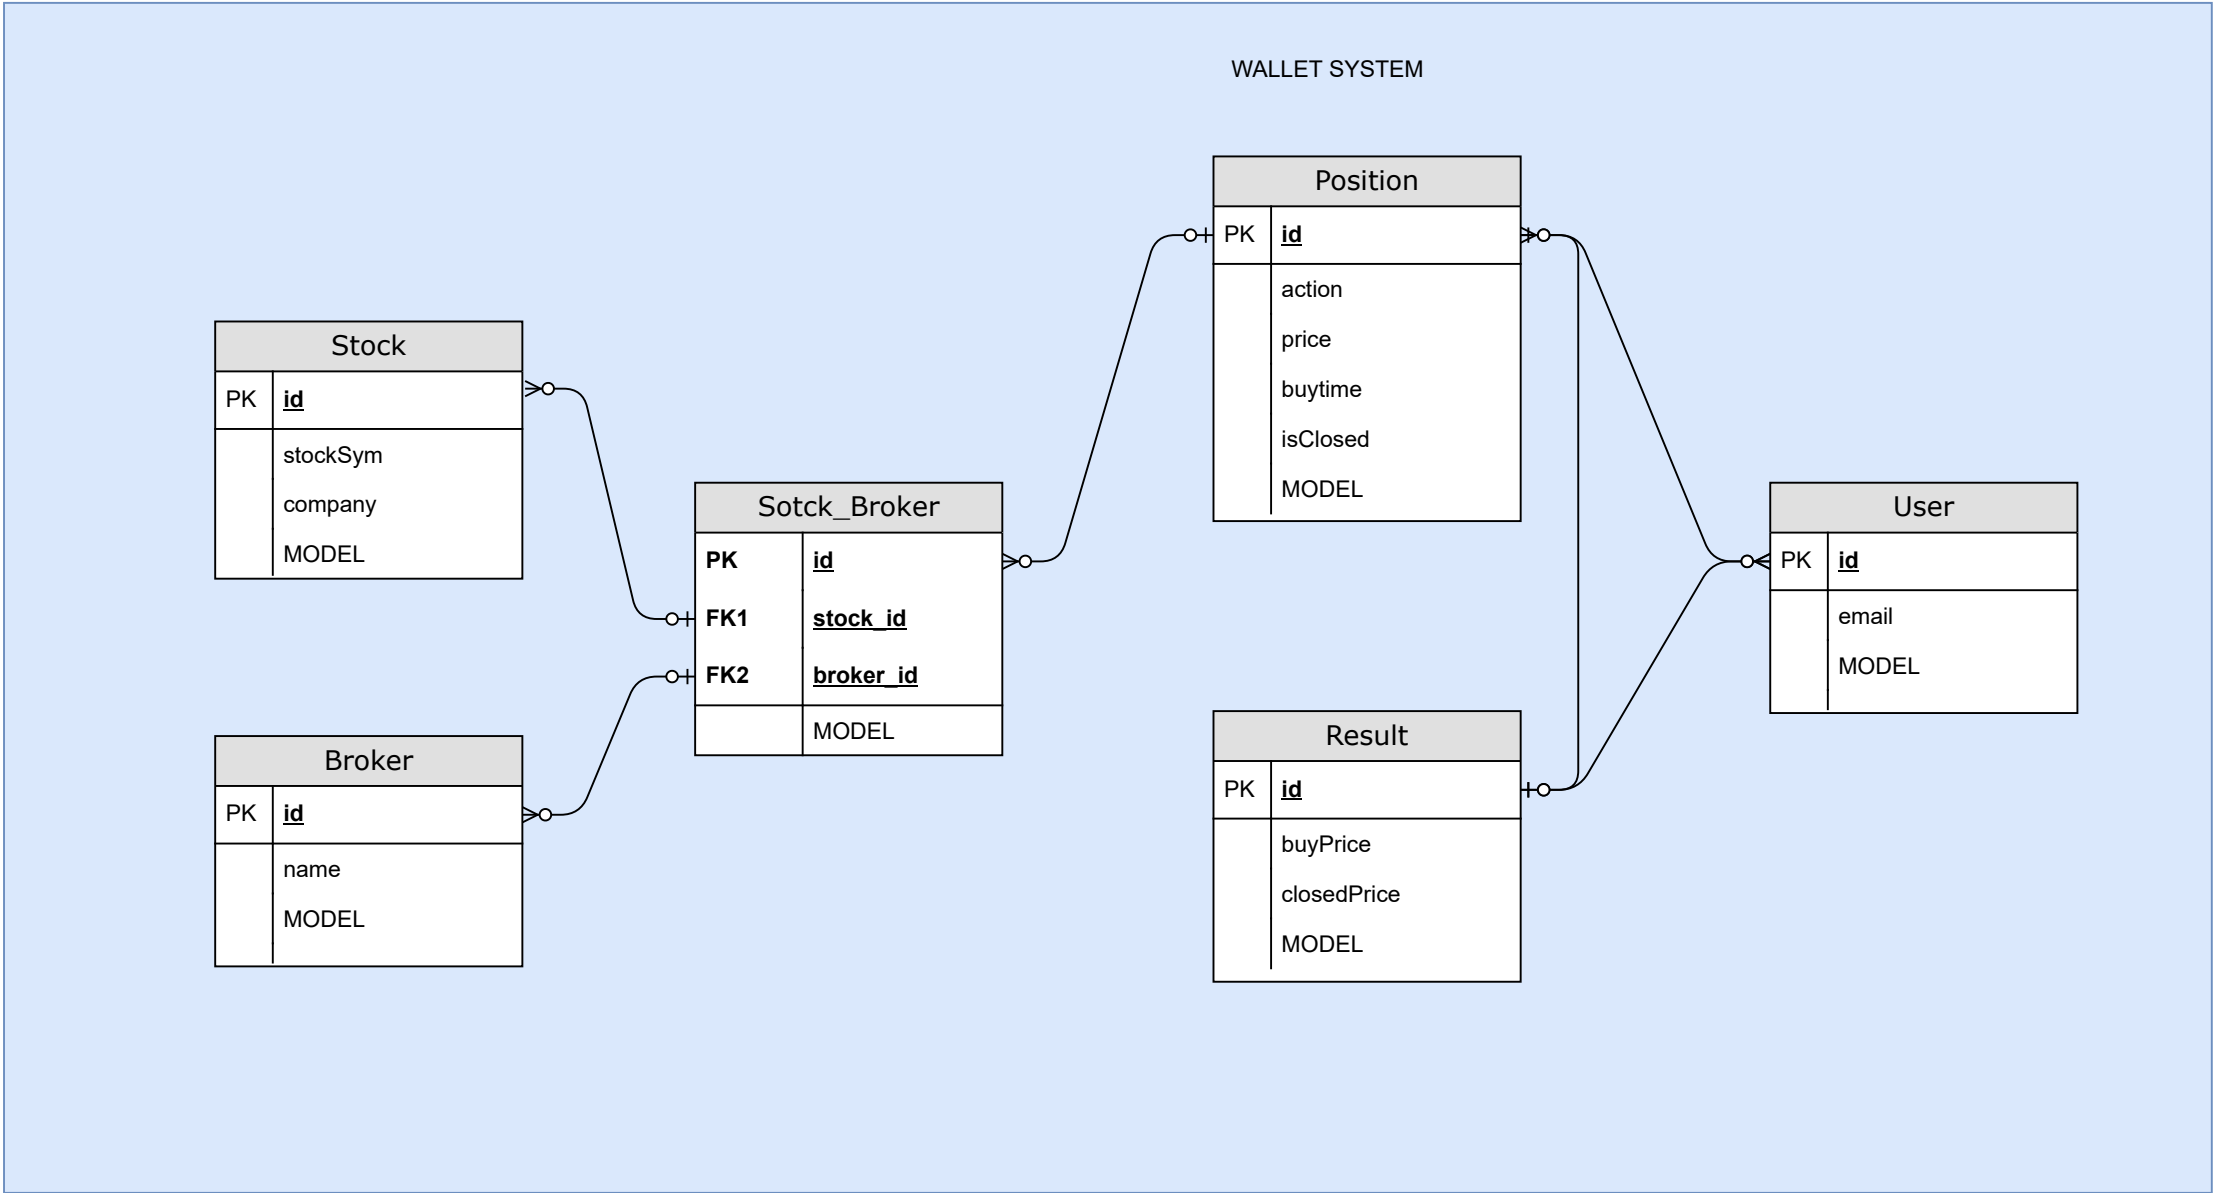 WALLET SYSTEM
Position
PK id
action
price
buytime
isClosed
MODEL
Stock
PK id
stockSym
company
MODEL
Sotck_Broker
PK id
FK1 stock_id
FK2 broker_id
MODEL
User
PK id
email
MODEL
Broker
PK id
name
MODEL
Result
PK id
buyPrice
closedPrice
MODEL